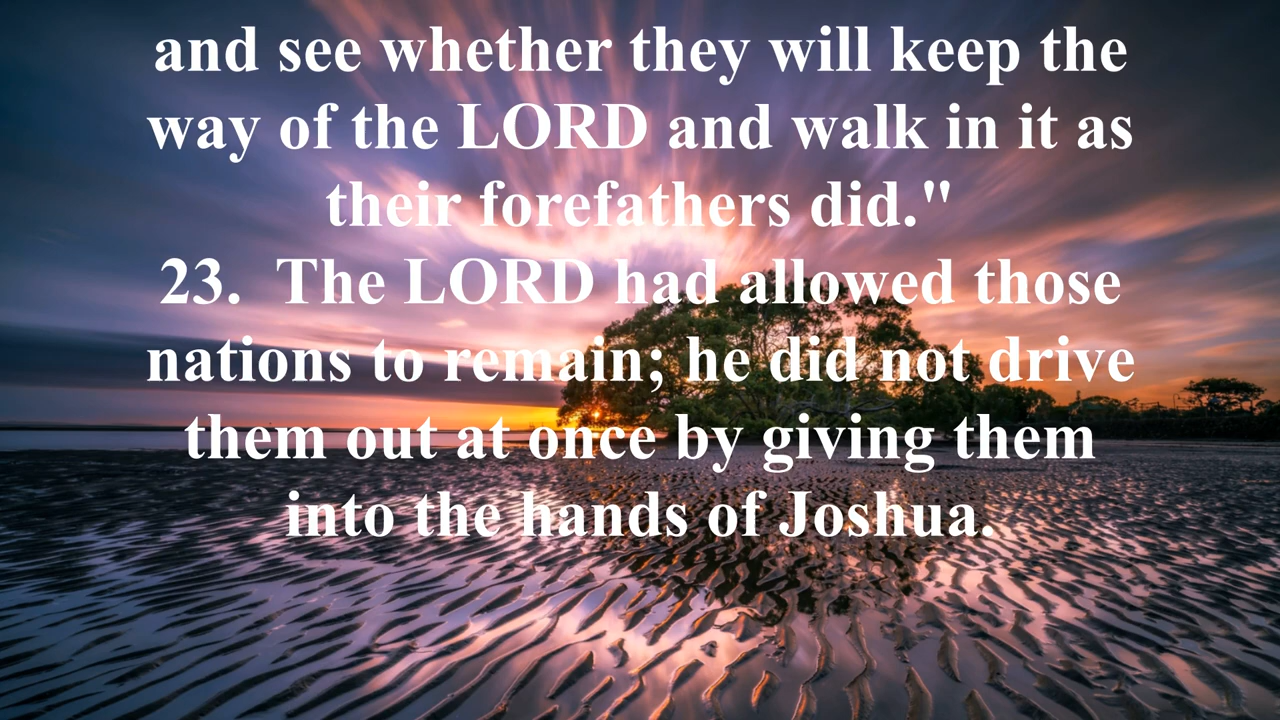 and see whether they will keep the
way of the LORD and walk in it as
their forefathers did."
23.  The LORD had allowed those
nations to remain; he did not drive
them out at once by giving them
into the hands of Joshua.